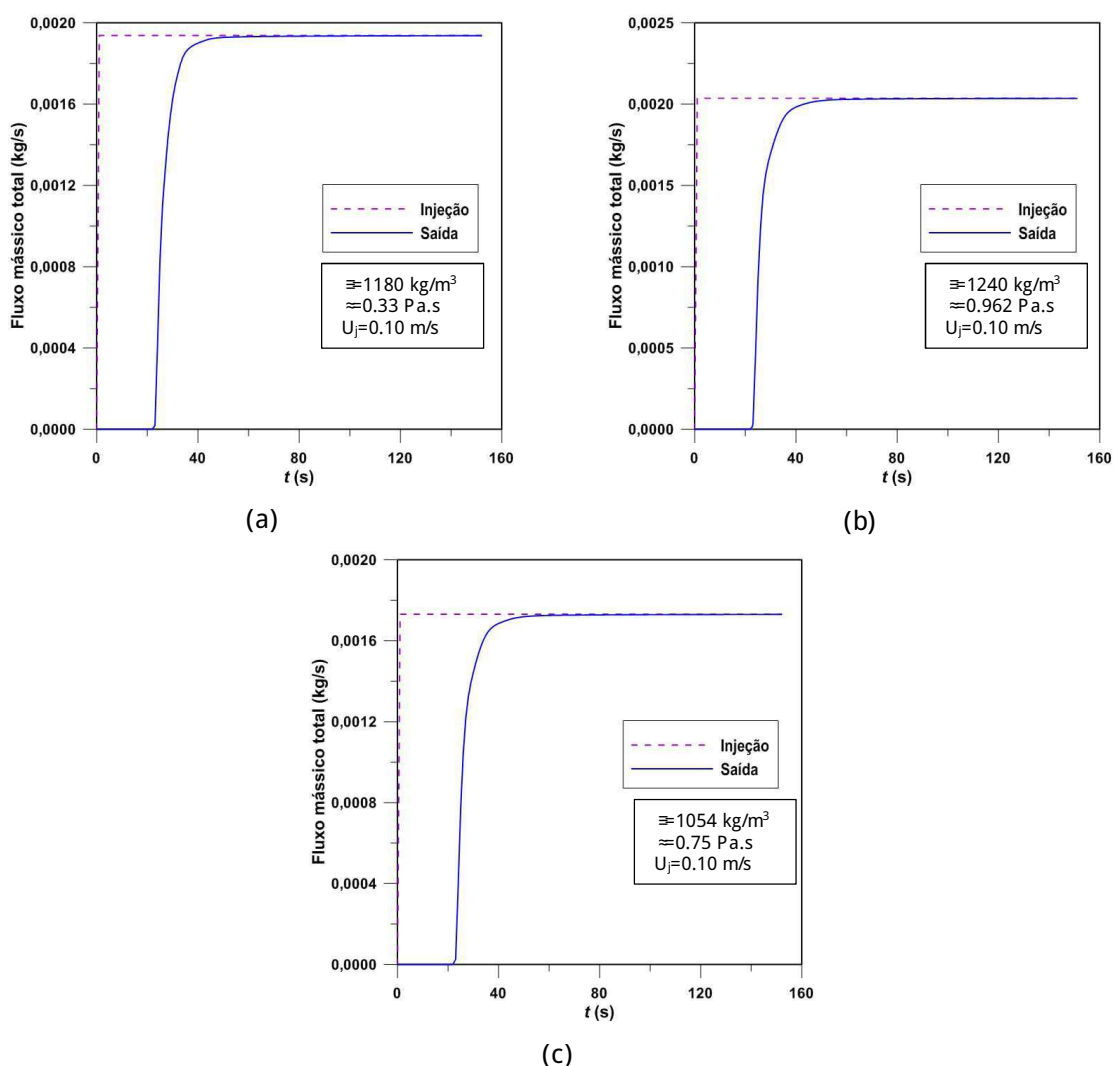 0,0020
0,0016
0,0012
0,0008
0,0004
0,0000
Fluxo mássico total (kg/s)
0 40 80 120 160
t (s)
Injeção
Saída
=1180 kg/m³
=0.33 Pa.s
Uj=0.10 m/s
(a)
0,0025
0,0020
0,0015
0,0010
0,0005
0,0000
Fluxo mássico total (kg/s)
0 40 80 120 160
t (s)
Injeção
Saída
=1240 kg/m³
=0.962 Pa.s
Uj=0.10 m/s
(b)
0,0020
0,0016
0,0012
0,0008
0,0004
0,0000
Fluxo mássico total (kg/s)
0 40 80 120 160
t (s)
Injeção
Saída
=1054 kg/m³
=0.75 Pa.s
Uj=0.10 m/s
(c)